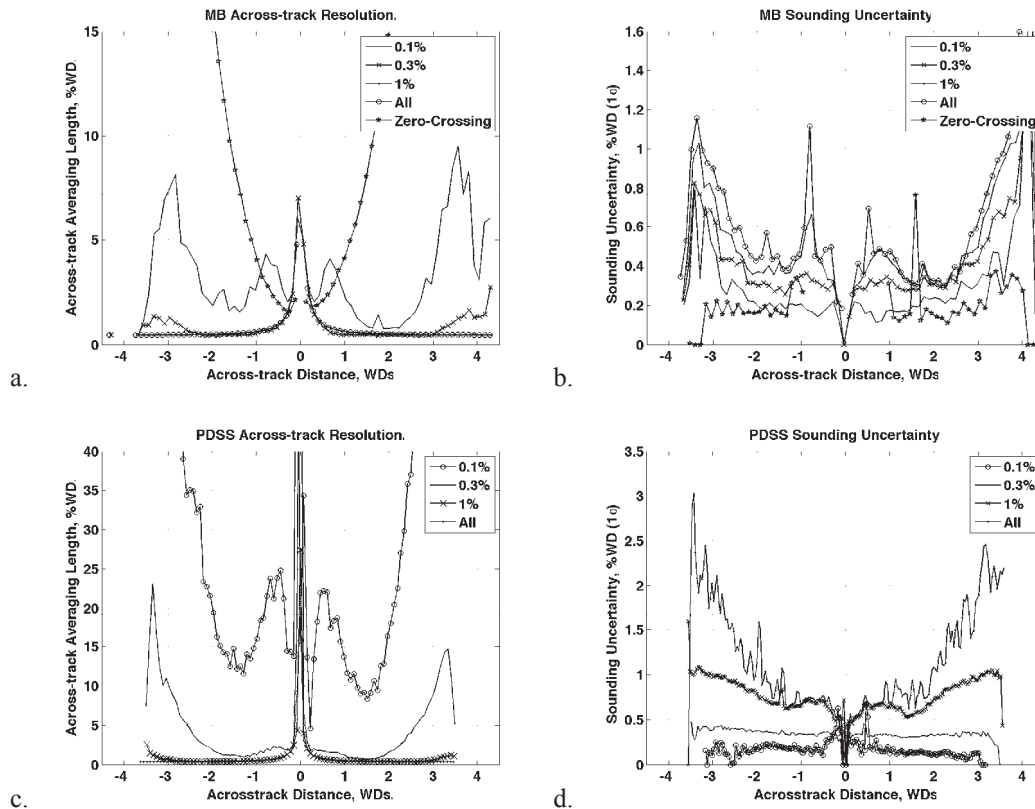 MB Across-track Resolution.
15
10
5
0
Across-track Averaging Length, %WD.
0.1%
0.3%
1%
All
Zero-Crossing
-4 -3 -2 -1 0 1 2 3 4
Across-track Distance, WDs
a.
MB Sounding Uncertainty
1.6
1.4
1.2
1
0.8
0.6
0.4
0.2
0
Sounding Uncertainty, %WD (1σ)
0.1%
0.3%
1%
All
Zero-Crossing
-4 -3 -2 -1 0 1 2 3 4
Across-track Distance, WDs
b.
PDSS Across-track Resolution.
40
35
30
25
20
15
10
5
0
Across-track Averaging Length, %WD.
0.1%
0.3%
1%
All
-4 -3 -2 -1 0 1 2 3 4
Acrosstrack Distance, WDs.
c.
PDSS Sounding Uncertainty
3.5
3
2.5
2
1.5
1
0.5
0
Sounding Uncertainty, %WD (1σ)
0.1%
0.3%
1%
All
-4 -3 -2 -1 0 1 2 3 4
Acrosstrack Distance, WDs
d.